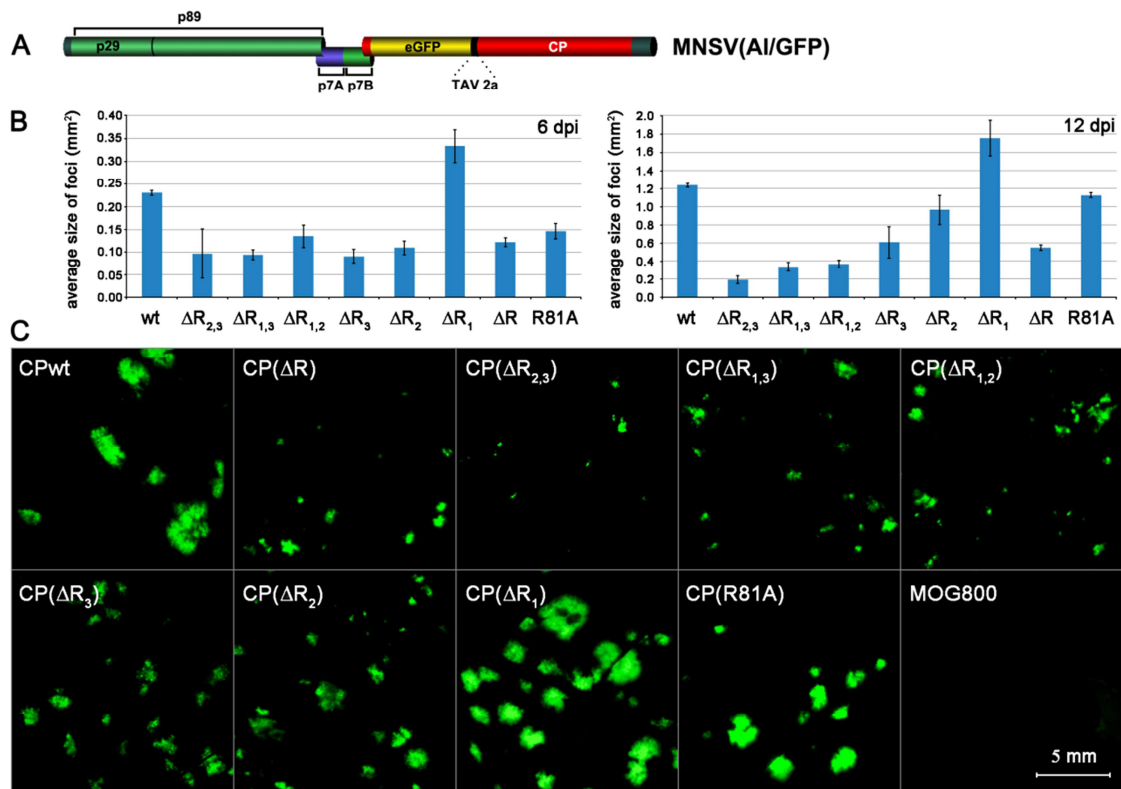 A
p89
p29
eGFP
CP
MNSV(Al/GFP)
p7A
p7B
TAV 2a
B
average size of foci (mm²)
6 dpi
0.40
0.35
0.30
0.25
0.20
0.15
0.10
0.05
0.00
wt ΔR₂,₃ ΔR₁,₃ ΔR₁,₂ ΔR₃ ΔR₂ ΔR₁ ΔR R81A
average size of foci (mm²)
12 dpi
2.0
1.8
1.6
1.4
1.2
1.0
0.8
0.6
0.4
0.2
0.0
wt ΔR₂,₃ ΔR₁,₃ ΔR₁,₂ ΔR₃ ΔR₂ ΔR₁ ΔR R81A
C
CPwt
CP(ΔR)
CP(ΔR₂,₃)
CP(ΔR₁,₃)
CP(ΔR₁,₂)
CP(ΔR₃)
CP(ΔR₂)
CP(ΔR₁)
CP(R81A)
MOG800
5 mm